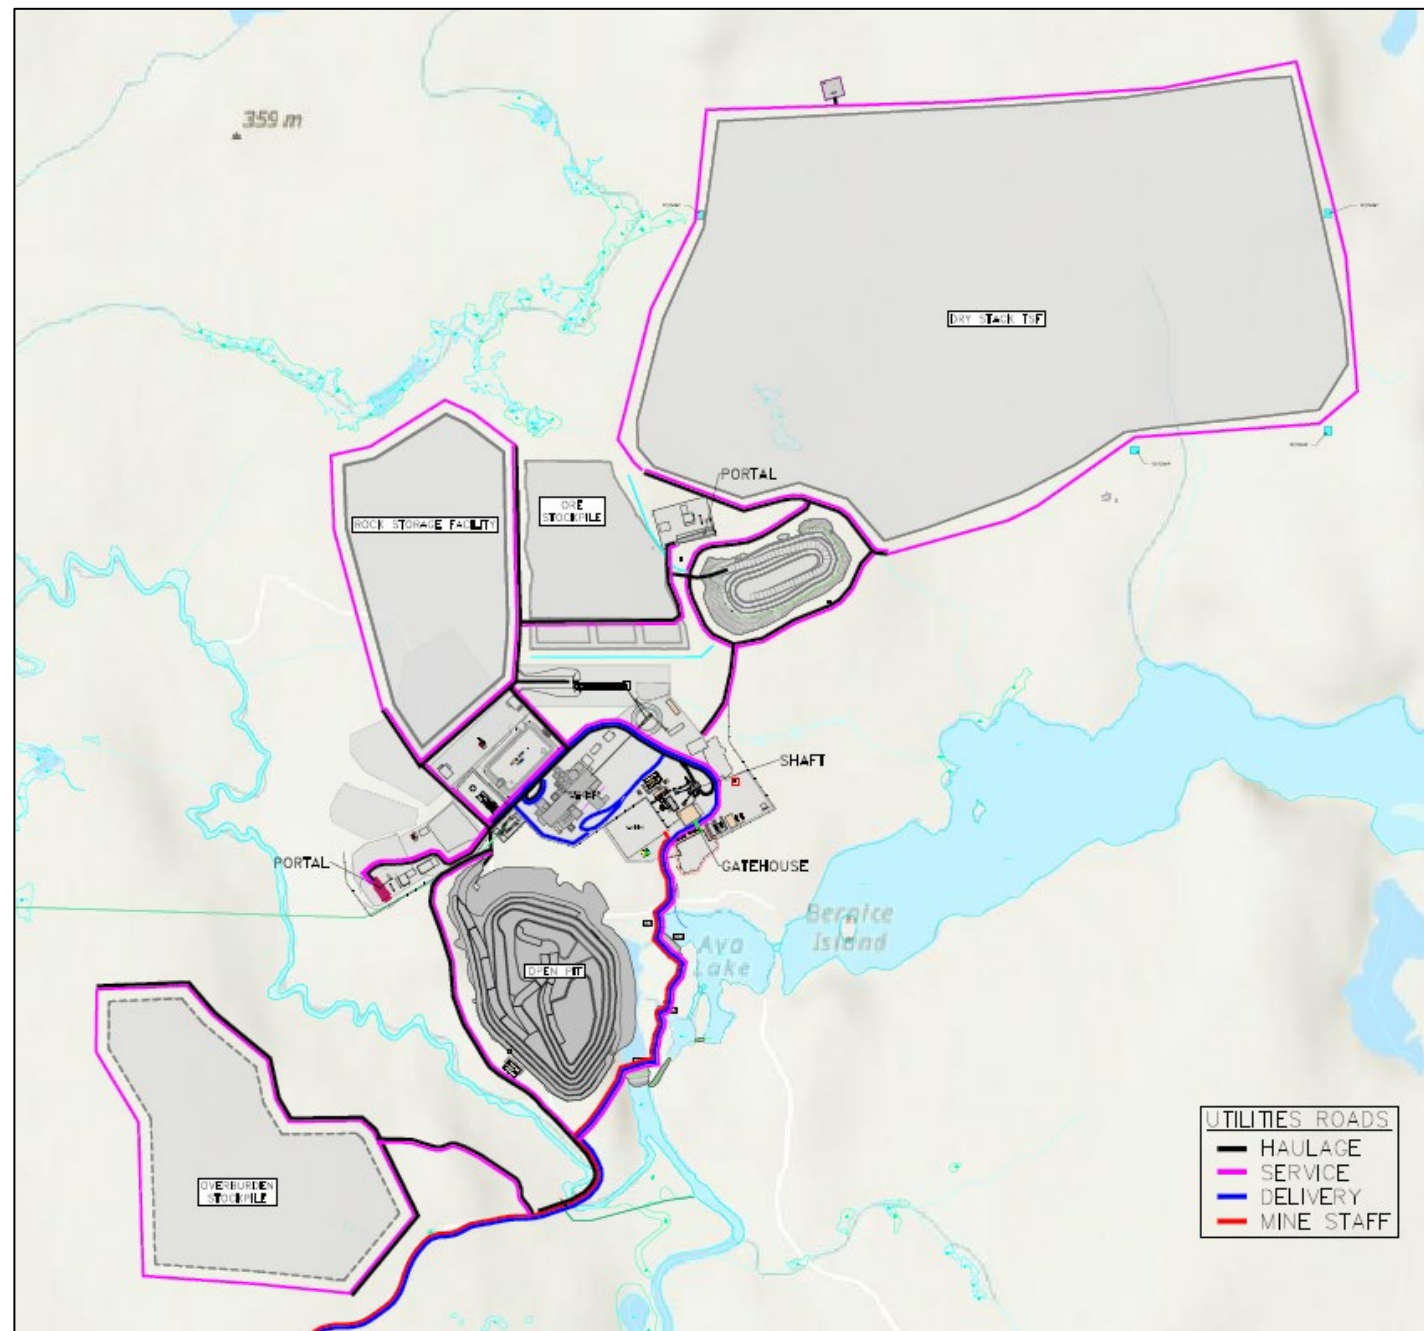 359 m
DRY STACK TSF
PORTAL
ORE
STOCKPILE
ROCK STORAGE FACILITY
SHAFT
PORTAL
GATEHOUSE
Bernice
Island
Ava
Lake
OPEN PIT
OVERBURDEN
STOCKPILE
UTILITIES ROADS
HAULAGE
SERVICE
DELIVERY
MINE STAFF